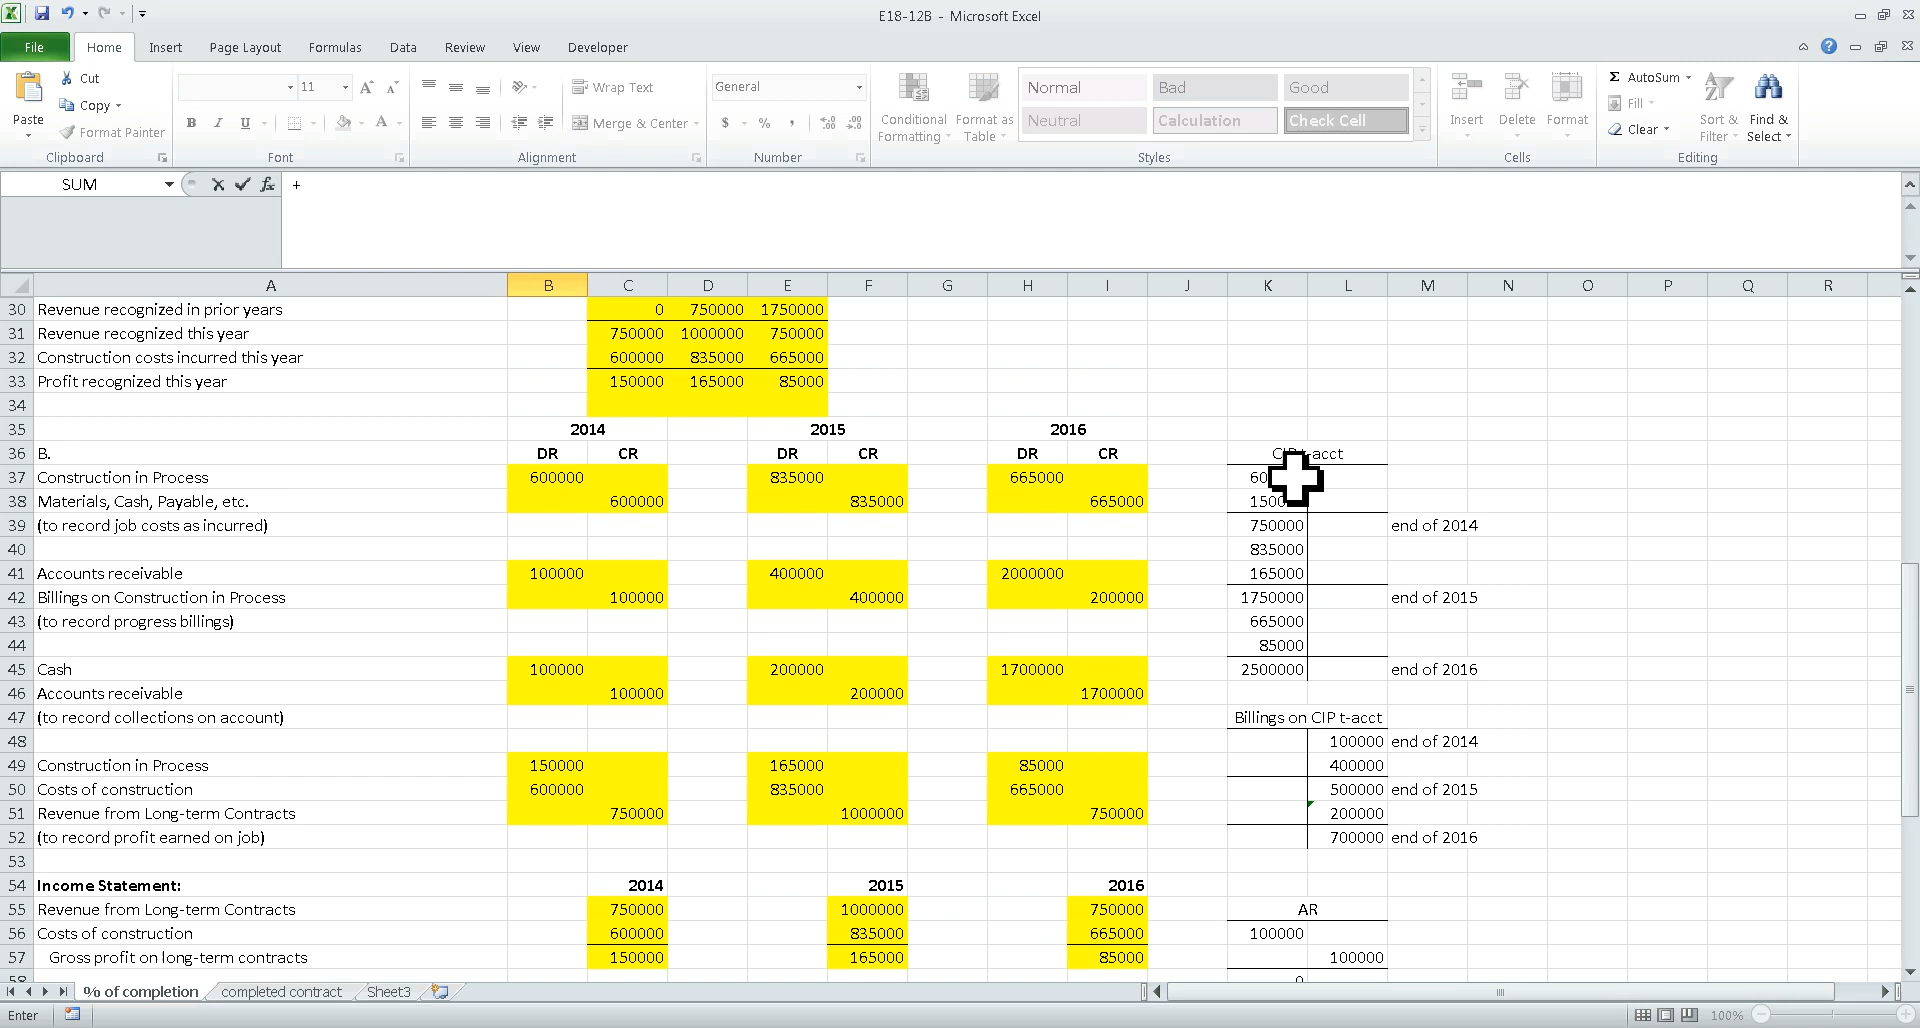 E18-12B - Microsoft Excel
File Home Insert Page Layout Formulas Data Review View Developer
Cut
Copy
Format Painter
Paste
11
B I U
Wrap Text
Merge & Center
General
$ % ,
Conditional Formatting
Format as Table
Normal Bad Good
Neutral Calculation Check Cell
Insert Delete Format
Σ AutoSum
Fill
Clear
Sort & Filter
Find & Select
Clipboard Font Alignment Number Styles Cells Editing
SUM fx +
A B C D E F G H I J K L M N O P Q R
30 Revenue recognized in prior years 0 750000 1750000
31 Revenue recognized this year 750000 1000000 750000
32 Construction costs incurred this year 600000 835000 665000
33 Profit recognized this year 150000 165000 85000
34
35 2014 2015 2016
36 B. DR CR DR CR DR CR t-acct
37 Construction in Process 600000 835000 665000
38 Materials, Cash, Payable, etc. 600000 835000 665000
39 (to record job costs as incurred) 750000 end of 2014
40 835000
41 Accounts receivable 100000 400000 2000000 165000
42 Billings on Construction in Process 100000 400000 200000 1750000 end of 2015
43 (to record progress billings) 665000
44 85000
45 Cash 100000 200000 1700000 2500000 end of 2016
46 Accounts receivable 100000 200000 1700000
47 (to record collections on account) Billings on CIP t-acct
48 100000 end of 2014
49 Construction in Process 150000 165000 85000 400000
50 Costs of construction 600000 835000 665000 500000 end of 2015
51 Revenue from Long-term Contracts 750000 1000000 750000 200000
52 (to record profit earned on job) 700000 end of 2016
53
54 Income Statement: 2014 2015 2016
55 Revenue from Long-term Contracts 750000 1000000 750000 AR
56 Costs of construction 600000 835000 665000 100000
57 Gross profit on long-term contracts 150000 165000 85000 100000
% of completion completed contract Sheet3
Enter 100%